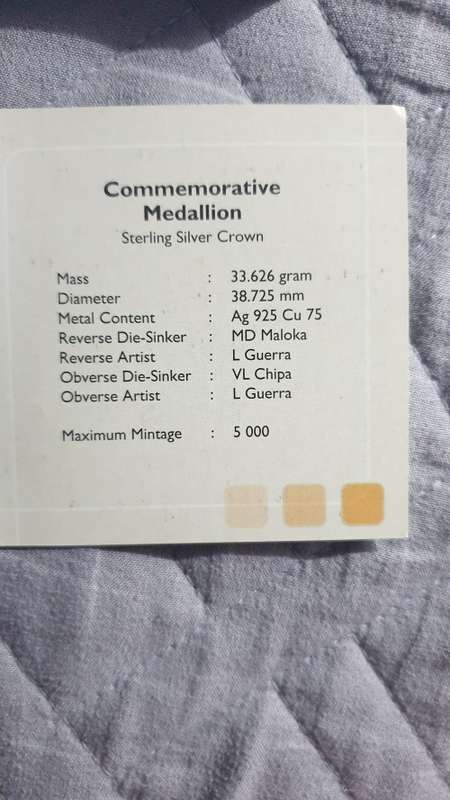 Commemorative
Medallion
Sterling Silver Crown
Mass : 33.626 gram
Diameter : 38.725 mm
Metal Content : Ag 925 Cu 75
Reverse Die-Sinker : MD Maloka
Reverse Artist : L Guerra
Obverse Die-Sinker : VL Chipa
Obverse Artist : L Guerra
Maximum Mintage : 5 000